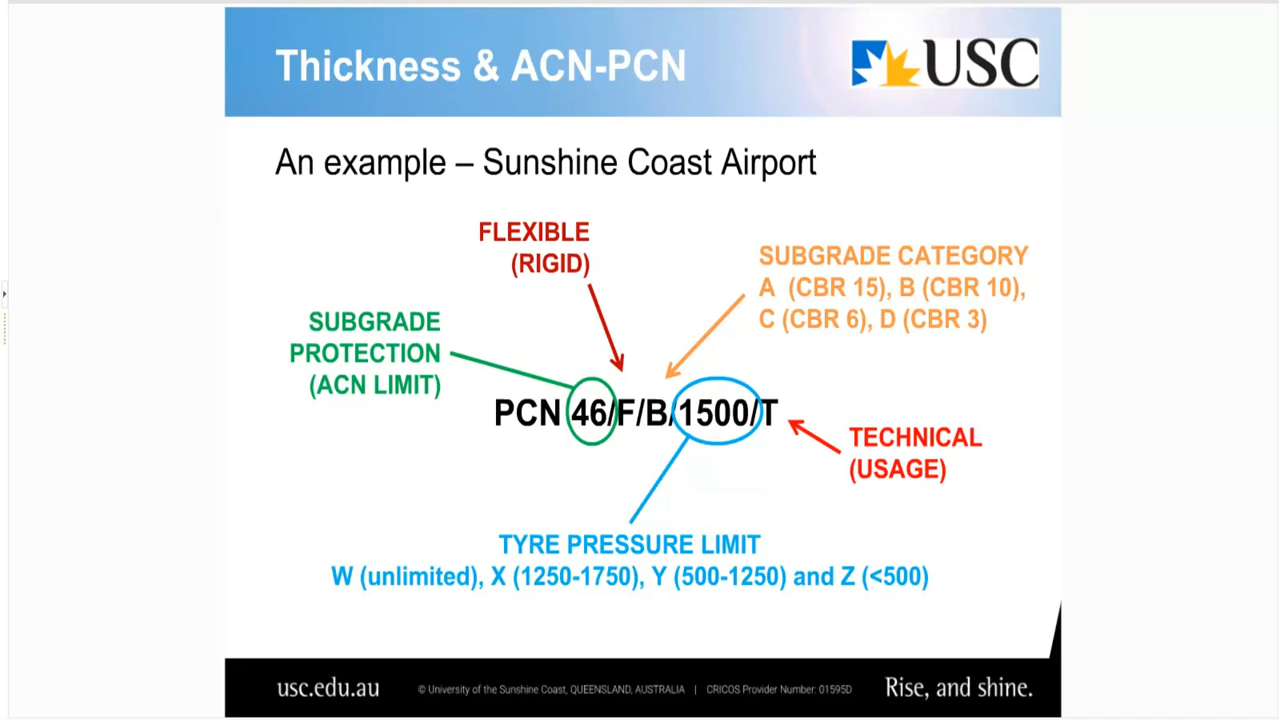 Thickness & ACN-PCN
USC
An example – Sunshine Coast Airport
FLEXIBLE
(RIGID)
SUBGRADE CATEGORY
A (CBR 15), B (CBR 10),
C (CBR 6), D (CBR 3)
SUBGRADE
PROTECTION
(ACN LIMIT)
PCN 46/F/B/1500/T
TECHNICAL
(USAGE)
TYRE PRESSURE LIMIT
W (unlimited), X (1250-1750), Y (500-1250) and Z (<500)
usc.edu.au
© University of the Sunshine Coast, QUEENSLAND, AUSTRALIA | CRICOS Provider Number: 01595D
Rise, and shine.